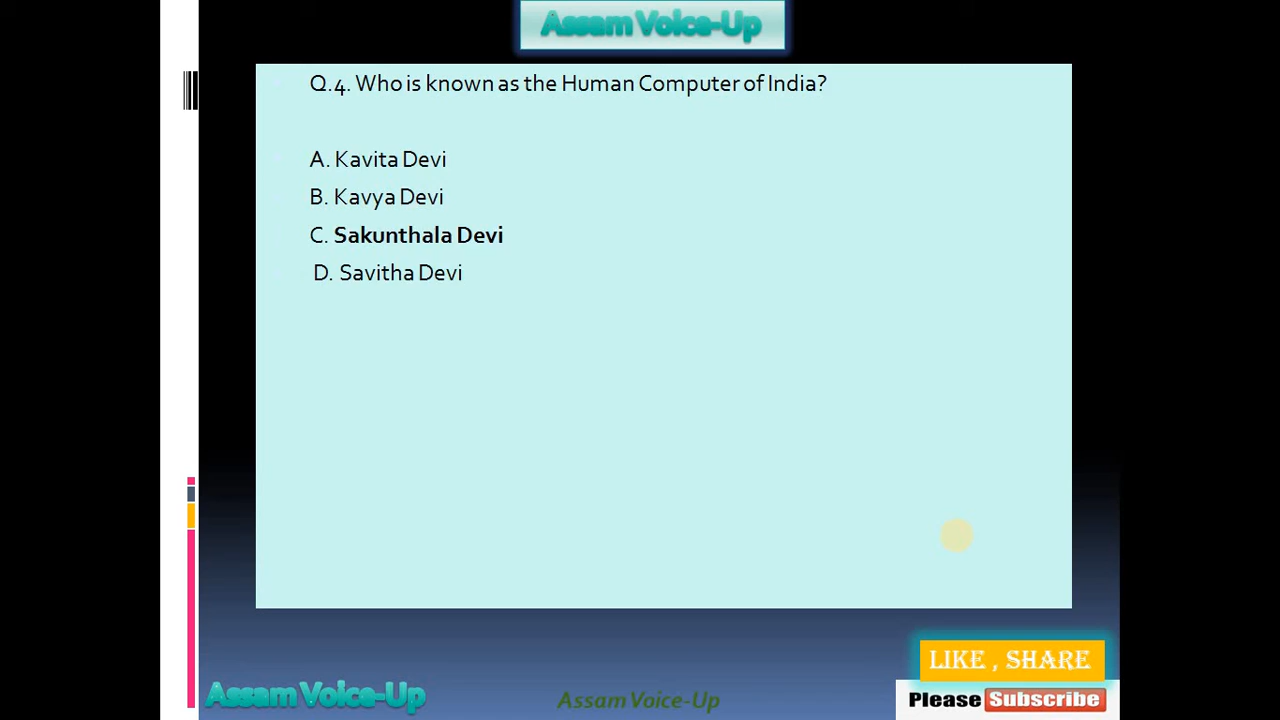 Assam Voice-Up
Q.4. Who is known as the Human Computer of India?
A. Kavita Devi
B. Kavya Devi
C. Sakunthala Devi
D. Savitha Devi
LIKE , SHARE
Assam Voice-Up
Assam Voice-Up
Please Subscribe